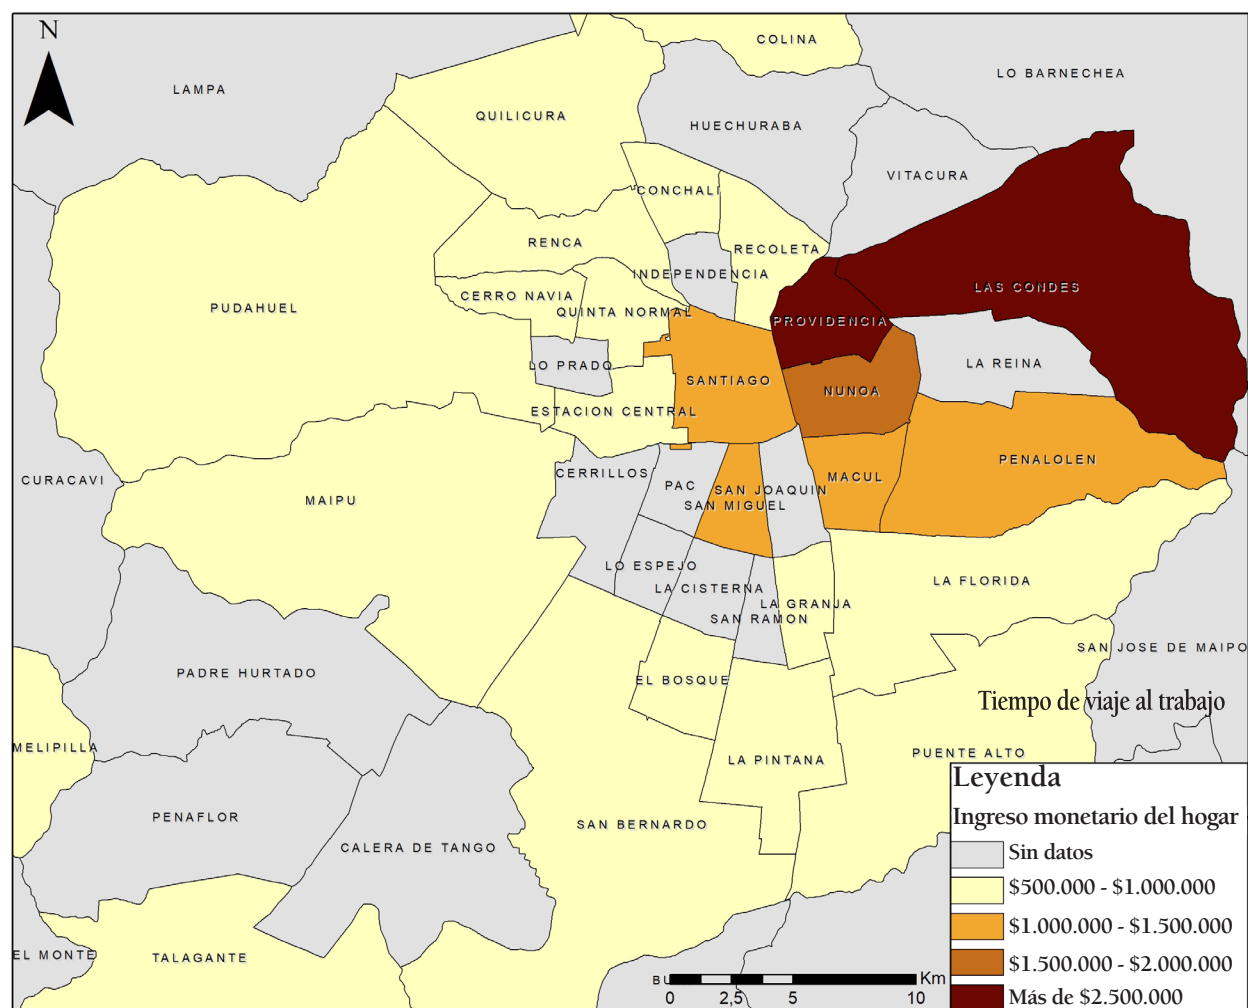 N
COLINA
LAMPA
LO BARNECHEA
QUILICURA
HUECHURABA
VITACURA
CONCHALI
RENCA
RECOLETA
INDEPENDENCIA
LAS CONDES
CERRO NAVIA
PUDAHUEL
QUINTA NORMAL
PROVIDENCIA
LO PRADO
LA REINA
SANTIAGO
NUNOA
ESTACION CENTRAL
PENALOLEN
CERRILLOS
CURACAVI
MACUL
PAC
SAN JOAQUIN
MAIPU
SAN MIGUEL
LO ESPEJO
LA FLORIDA
LA CISTERNA
LA GRANJA
SAN RAMON
SAN JOSE DE MAIPO
PADRE HURTADO
EL BOSQUE
Tiempo de viaje al trabajo
MELIPILLA
PUENTE ALTO
LA PINTANA
PENAFLOR
SAN BERNARDO
CALERA DE TANGO
EL MONTE
TALAGANTE
Leyenda
Ingreso monetario del hogar
Sin datos
$500.000 - $1.000.000
$1.000.000 - $1.500.000
$1.500.000 - $2.000.000
Más de $2.500.000
Km
0 2,5 5 10